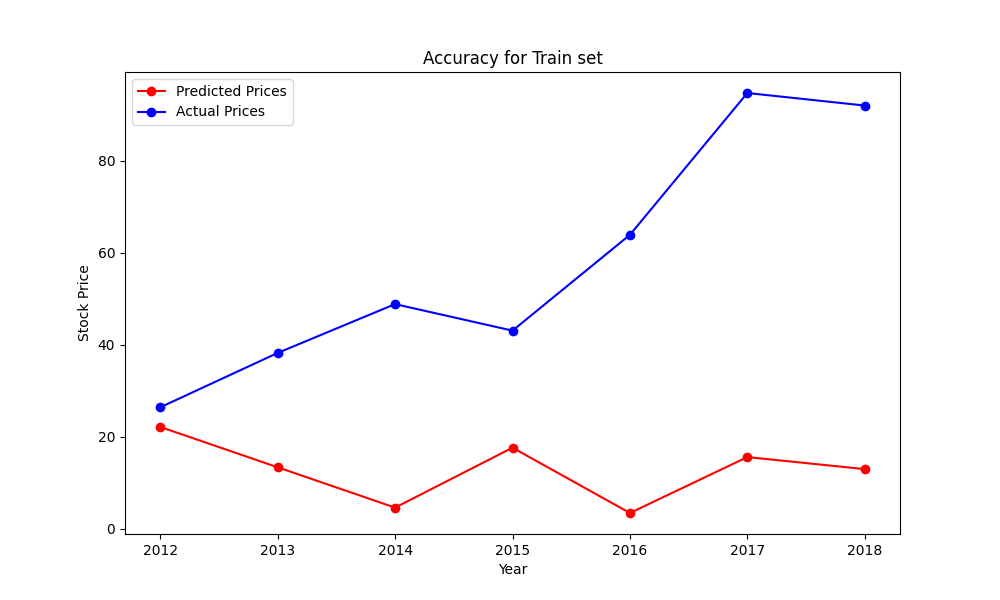 Accuracy for Train set
Predicted Prices
Actual Prices
80
60
40
20
0
Stock Price
2012 2013 2014 2015 2016 2017 2018
Year